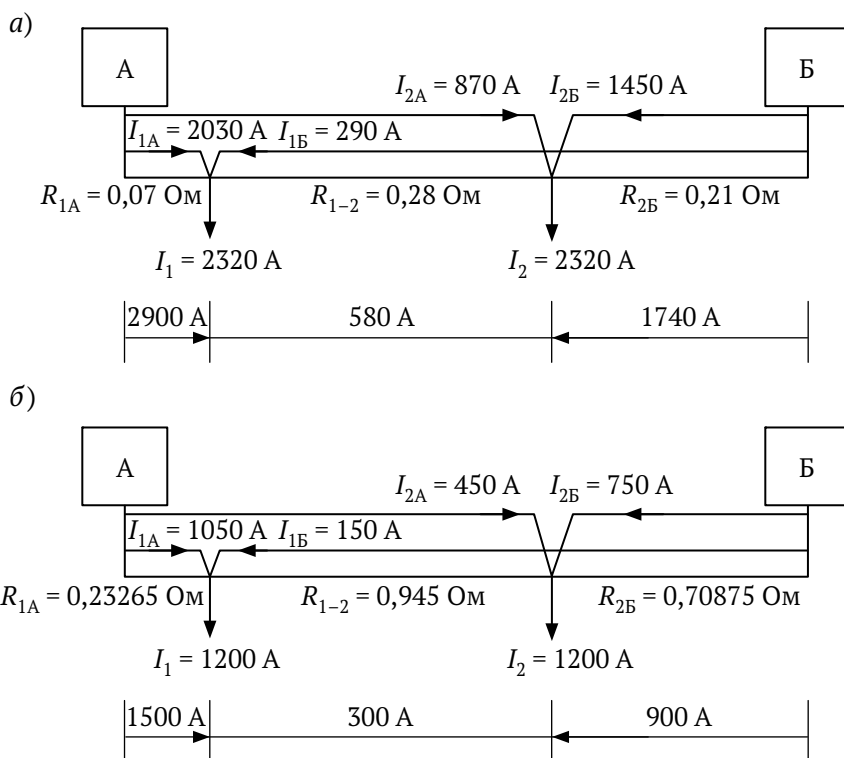 а)
А Б
I2А = 870 А I2Б = 1450 А
I1А = 2030 А I1Б = 290 А
R1А = 0,07 Ом R1–2 = 0,28 Ом R2Б = 0,21 Ом
I1 = 2320 А I2 = 2320 А
2900 А 580 А 1740 А
б)
А Б
I2А = 450 А I2Б = 750 А
I1А = 1050 А I1Б = 150 А
R1А = 0,23265 Ом R1–2 = 0,945 Ом R2Б = 0,70875 Ом
I1 = 1200 А I2 = 1200 А
1500 А 300 А 900 А